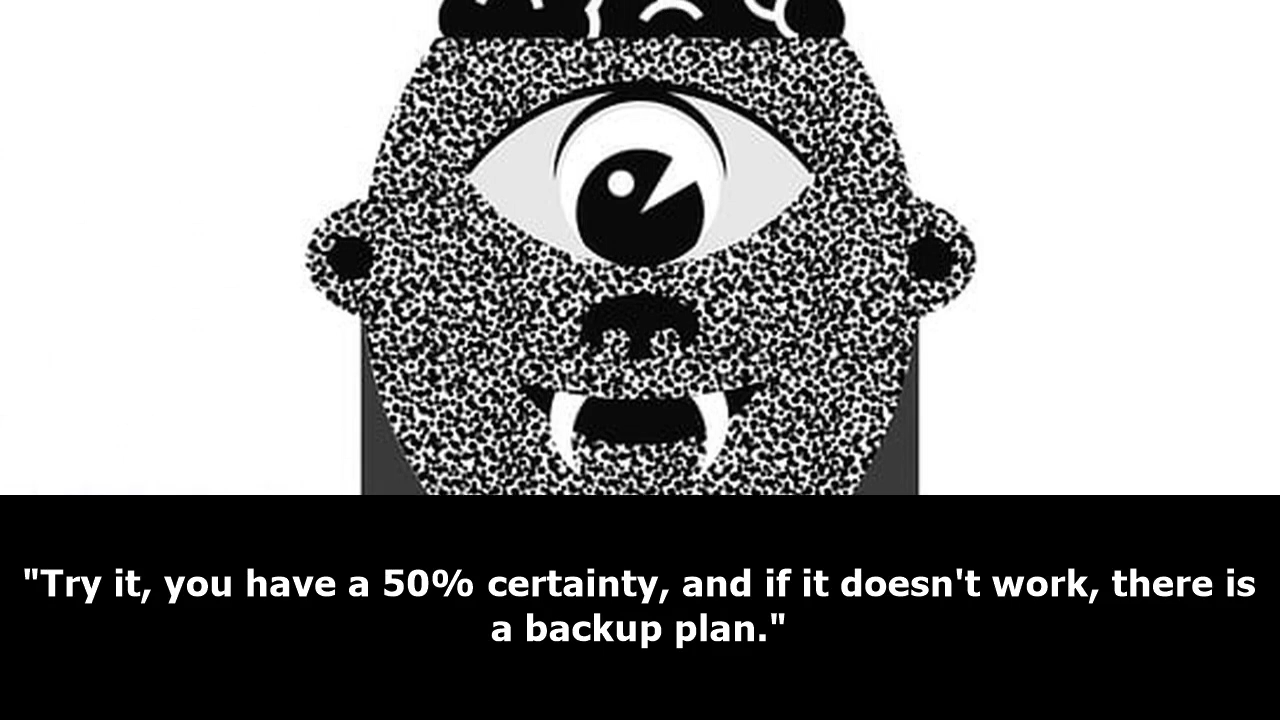 "Try it, you have a 50% certainty, and if it doesn't work, there is
a backup plan."